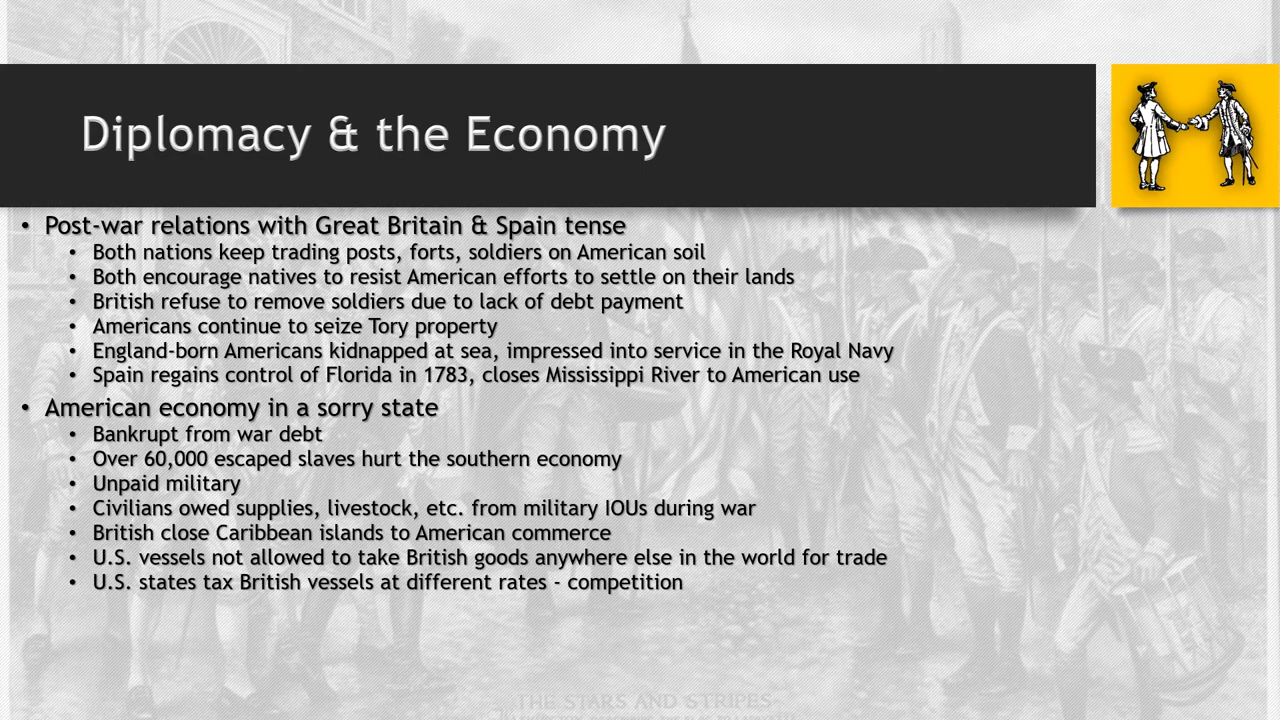 Diplomacy & the Economy
• Post-war relations with Great Britain & Spain tense
• Both nations keep trading posts, forts, soldiers on American soil
• Both encourage natives to resist American efforts to settle on their lands
• British refuse to remove soldiers due to lack of debt payment
• Americans continue to seize Tory property
• England-born Americans kidnapped at sea, impressed into service in the Royal Navy
• Spain regains control of Florida in 1783, closes Mississippi River to American use
• American economy in a sorry state
• Bankrupt from war debt
• Over 60,000 escaped slaves hurt the southern economy
• Unpaid military
• Civilians owed supplies, livestock, etc. from military IOUs during war
• British close Caribbean islands to American commerce
• U.S. vessels not allowed to take British goods anywhere else in the world for trade
• U.S. states tax British vessels at different rates - competition
THE STARS AND STRIPES